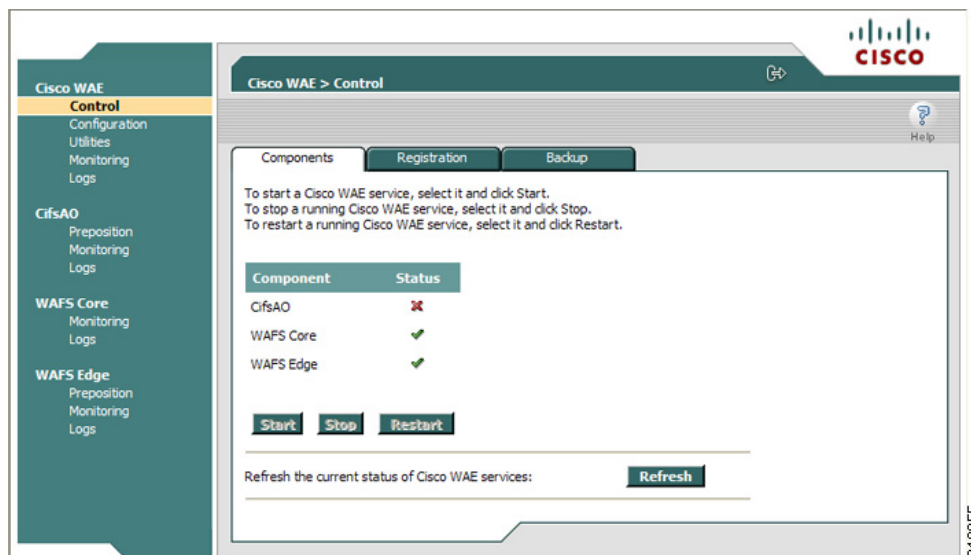 CISCO
Cisco WAE
Control
Configuration
Utilities
Monitoring
Logs
CifsAO
Preposition
Monitoring
Logs
WAFS Core
Monitoring
Logs
WAFS Edge
Preposition
Monitoring
Logs
Cisco WAE > Control
Help
Components Registration Backup
To start a Cisco WAE service, select it and click Start.
To stop a running Cisco WAE service, select it and click Stop.
To restart a running Cisco WAE service, select it and click Restart.
Component Status
CifsAO
WAFS Core
WAFS Edge
Start Stop Restart
Refresh the current status of Cisco WAE services: Refresh